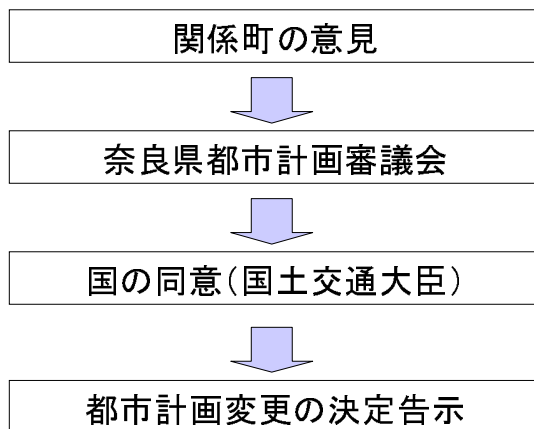 関係町の意見
奈良県都市計画審議会
国の同意(国土交通大臣)
都市計画変更の決定告示